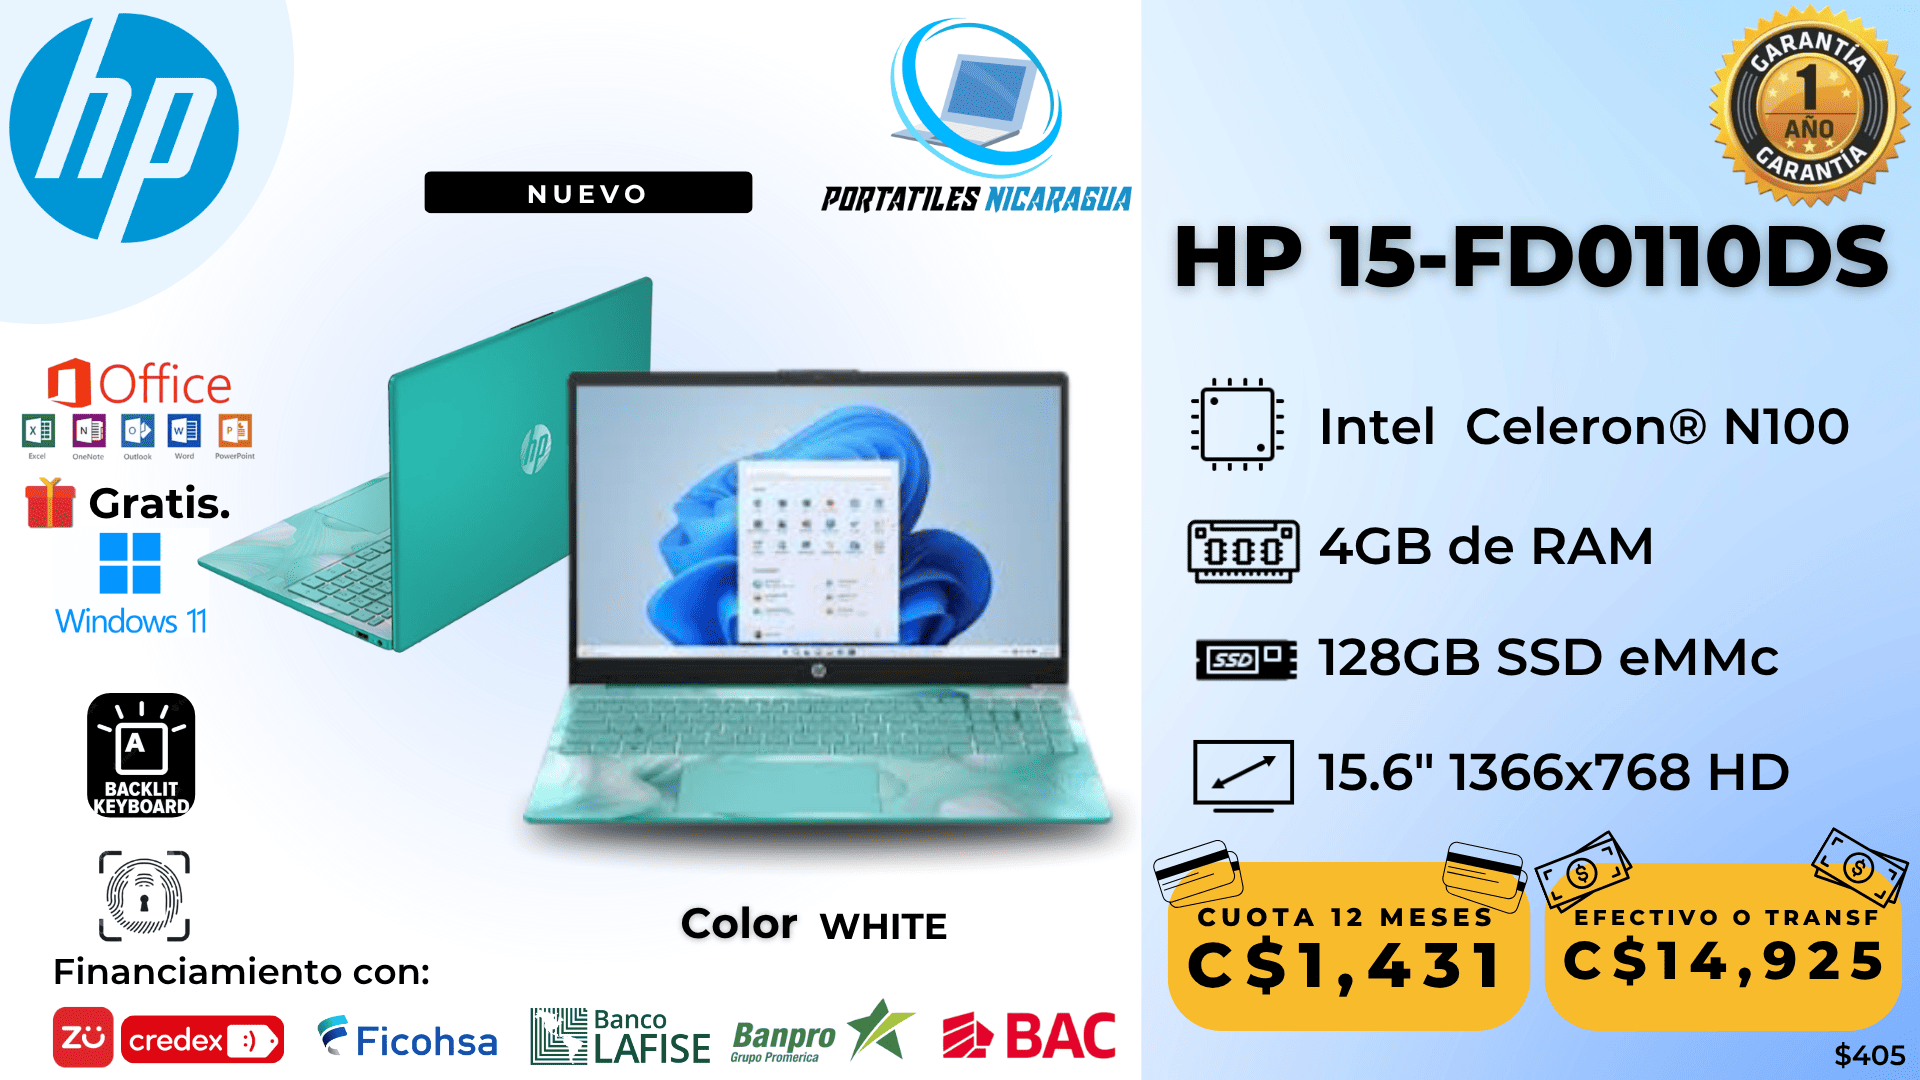 hp
NUEVO
PORTATILES NICARAGUA
GARANTÍA
1
AÑO
GARANTÍA
HP 15-FD0110DS
Office
Excel
OneNote
Outlook
Word
PowerPoint
Gratis.
Windows 11
A
BACKLIT
KEYBOARD
Intel Celeron® N100
4GB de RAM
SSD
128GB SSD eMMc
15.6" 1366x768 HD
Color WHITE
CUOTA 12 MESES
C$1,431
EFECTIVO O TRANSF
C$14,925
$405
Financiamiento con:
zü
credex :)
Ficohsa
Banco
LAFISE
Banpro
Grupo Promerica
BAC